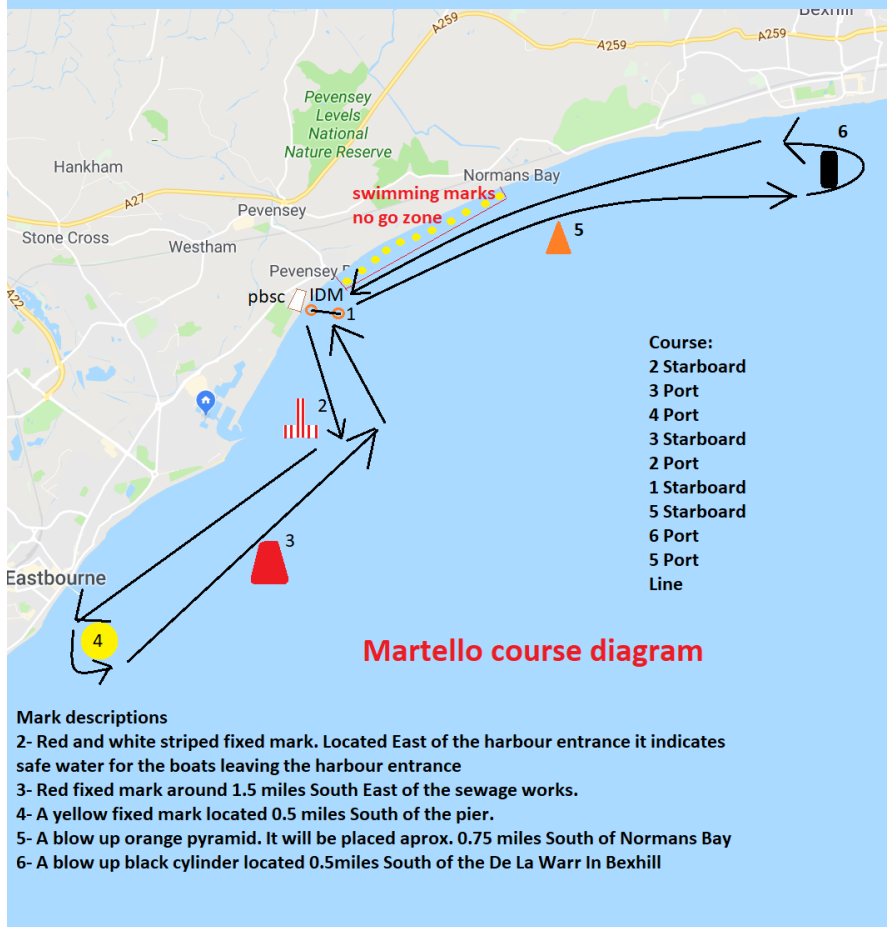 Bexhill
A259
A259
A259
Pevensey
Levels
National
Nature Reserve
6
Hankham
Normans Bay
swimming marks
no go zone
A27
Pevensey
5
Stone Cross
Westham
Pevensey
A22
pbsc
IDM
1
Course:
2 Starboard
3 Port
4 Port
3 Starboard
2 Port
1 Starboard
5 Starboard
6 Port
5 Port
Line
2
3
Eastbourne
4
Martello course diagram
Mark descriptions
2- Red and white striped fixed mark. Located East of the harbour entrance it indicates
safe water for the boats leaving the harbour entrance
3- Red fixed mark around 1.5 miles South East of the sewage works.
4- A yellow fixed mark located 0.5 miles South of the pier.
5- A blow up orange pyramid. It will be placed aprox. 0.75 miles South of Normans Bay
6- A blow up black cylinder located 0.5miles South of the De La Warr In Bexhill